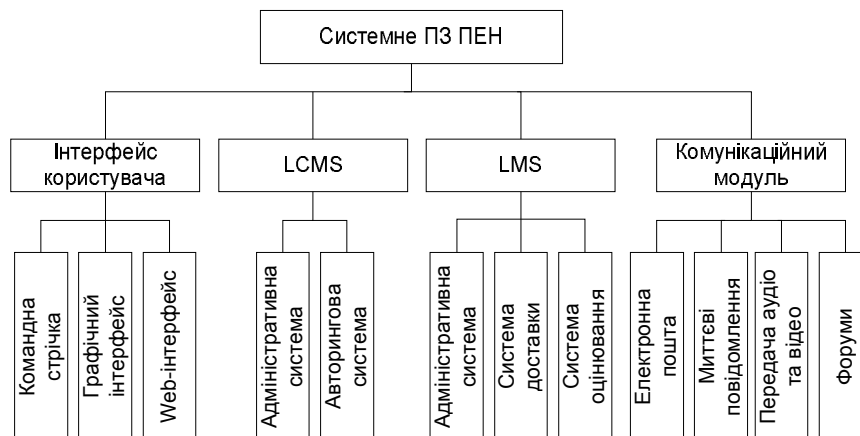 Системне ПЗ ПЕН
Інтерфейс
користувача
LCMS
LMS
Комунікаційний
модуль
Командна
стрічка
Графічний
інтерфейс
Web-інтерфейс
Адміністративна
система
Авторингова
система
Адміністративна
система
Система
доставки
Система
оцінювання
Електронна
пошта
Миттєві
повідомлення
Передача аудіо
та відео
Форуми